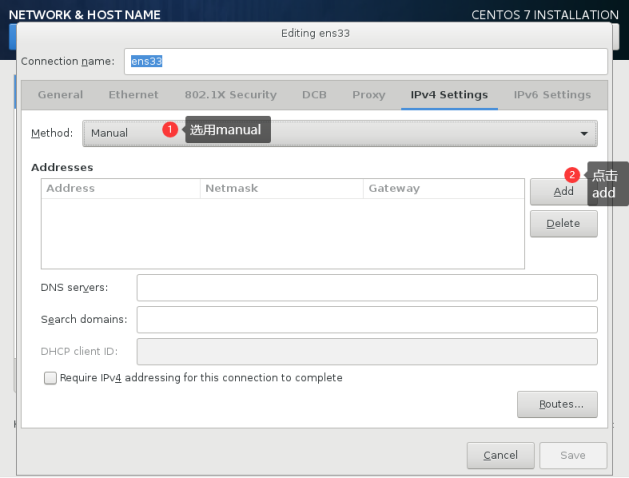 NETWORK & HOST NAME
CENTOS 7 INSTALLATION
Editing ens33
Connection name: ens33
General Ethernet 802.1X Security DCB Proxy IPv4 Settings IPv6 Settings
Method: Manual
1 选用manual
Addresses
Address Netmask Gateway
Add
2 点击
add
Delete
DNS servers:
Search domains:
DHCP client ID:
Require IPv4 addressing for this connection to complete
Routes...
Cancel Save